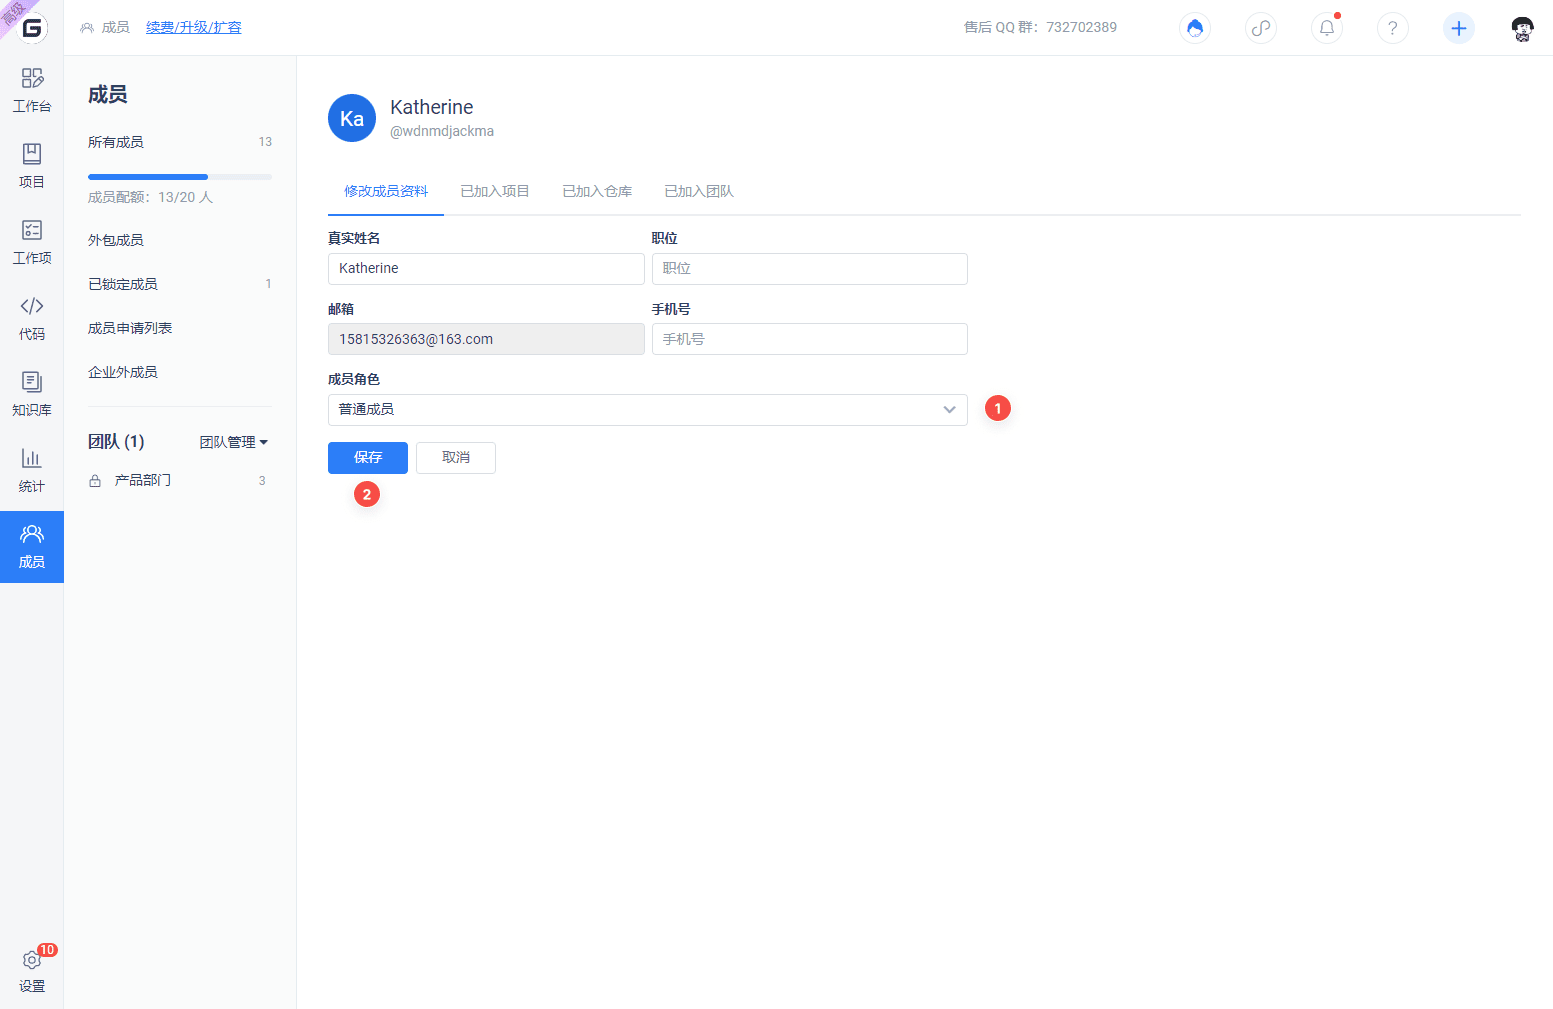 高级
成员 续费/升级/扩容 售后 QQ 群：732702389
工作台
项目
工作项
代码
知识库
统计
成员
10
设置
成员
所有成员 13
成员配额：13/20 人
外包成员
已锁定成员 1
成员申请列表
企业外成员
团队 (1) 团队管理
产品部门 3
Ka
Katherine
@wdnmdjackma
修改成员资料 已加入项目 已加入仓库 已加入团队
真实姓名 职位
Katherine 职位
邮箱 手机号
15815326363@163.com 手机号
成员角色
普通成员 1
保存 取消
2